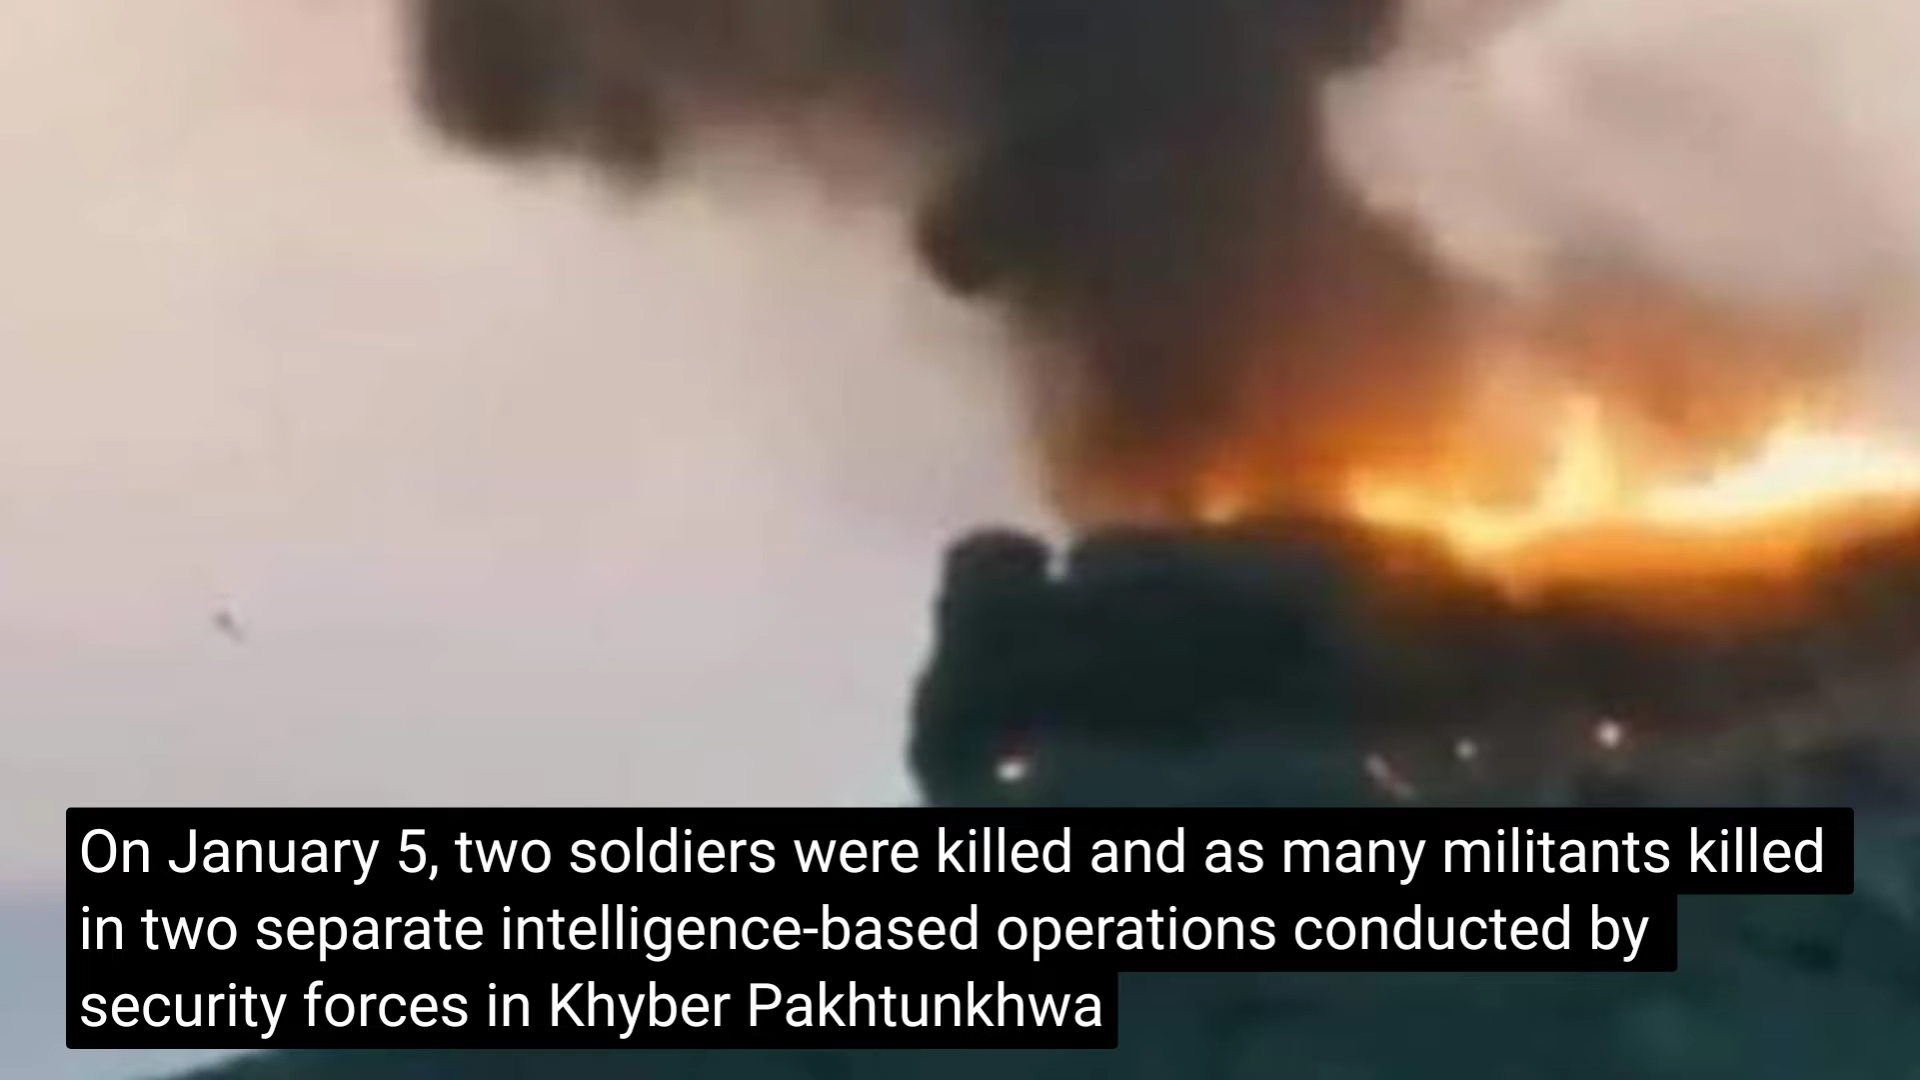 On January 5, two soldiers were killed and as many militants killed
in two separate intelligence-based operations conducted by
security forces in Khyber Pakhtunkhwa